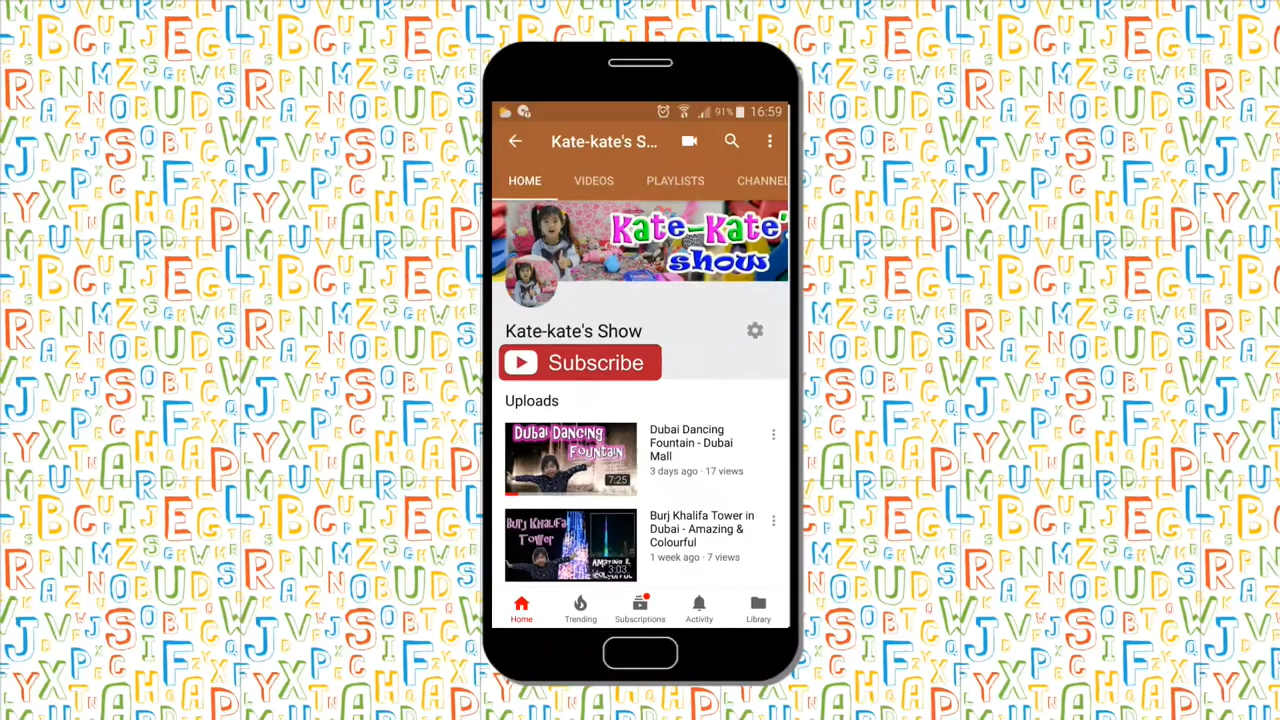 91% 16:59
Kate-kate's S...
HOME VIDEOS PLAYLISTS CHANNEL
Kate-Kate'
show
Kate-kate's Show
Subscribe
Uploads
DUBAI DANCING
FOUNTAIN
7:25
Dubai Dancing
Fountain - Dubai
Mall
3 days ago · 17 views
BURJ KHALIFA
TOWER
AMAZING &
COLOURFUL
3:03
Burj Khalifa Tower in
Dubai - Amazing &
Colourful
1 week ago · 7 views
Home Trending Subscriptions Activity Library